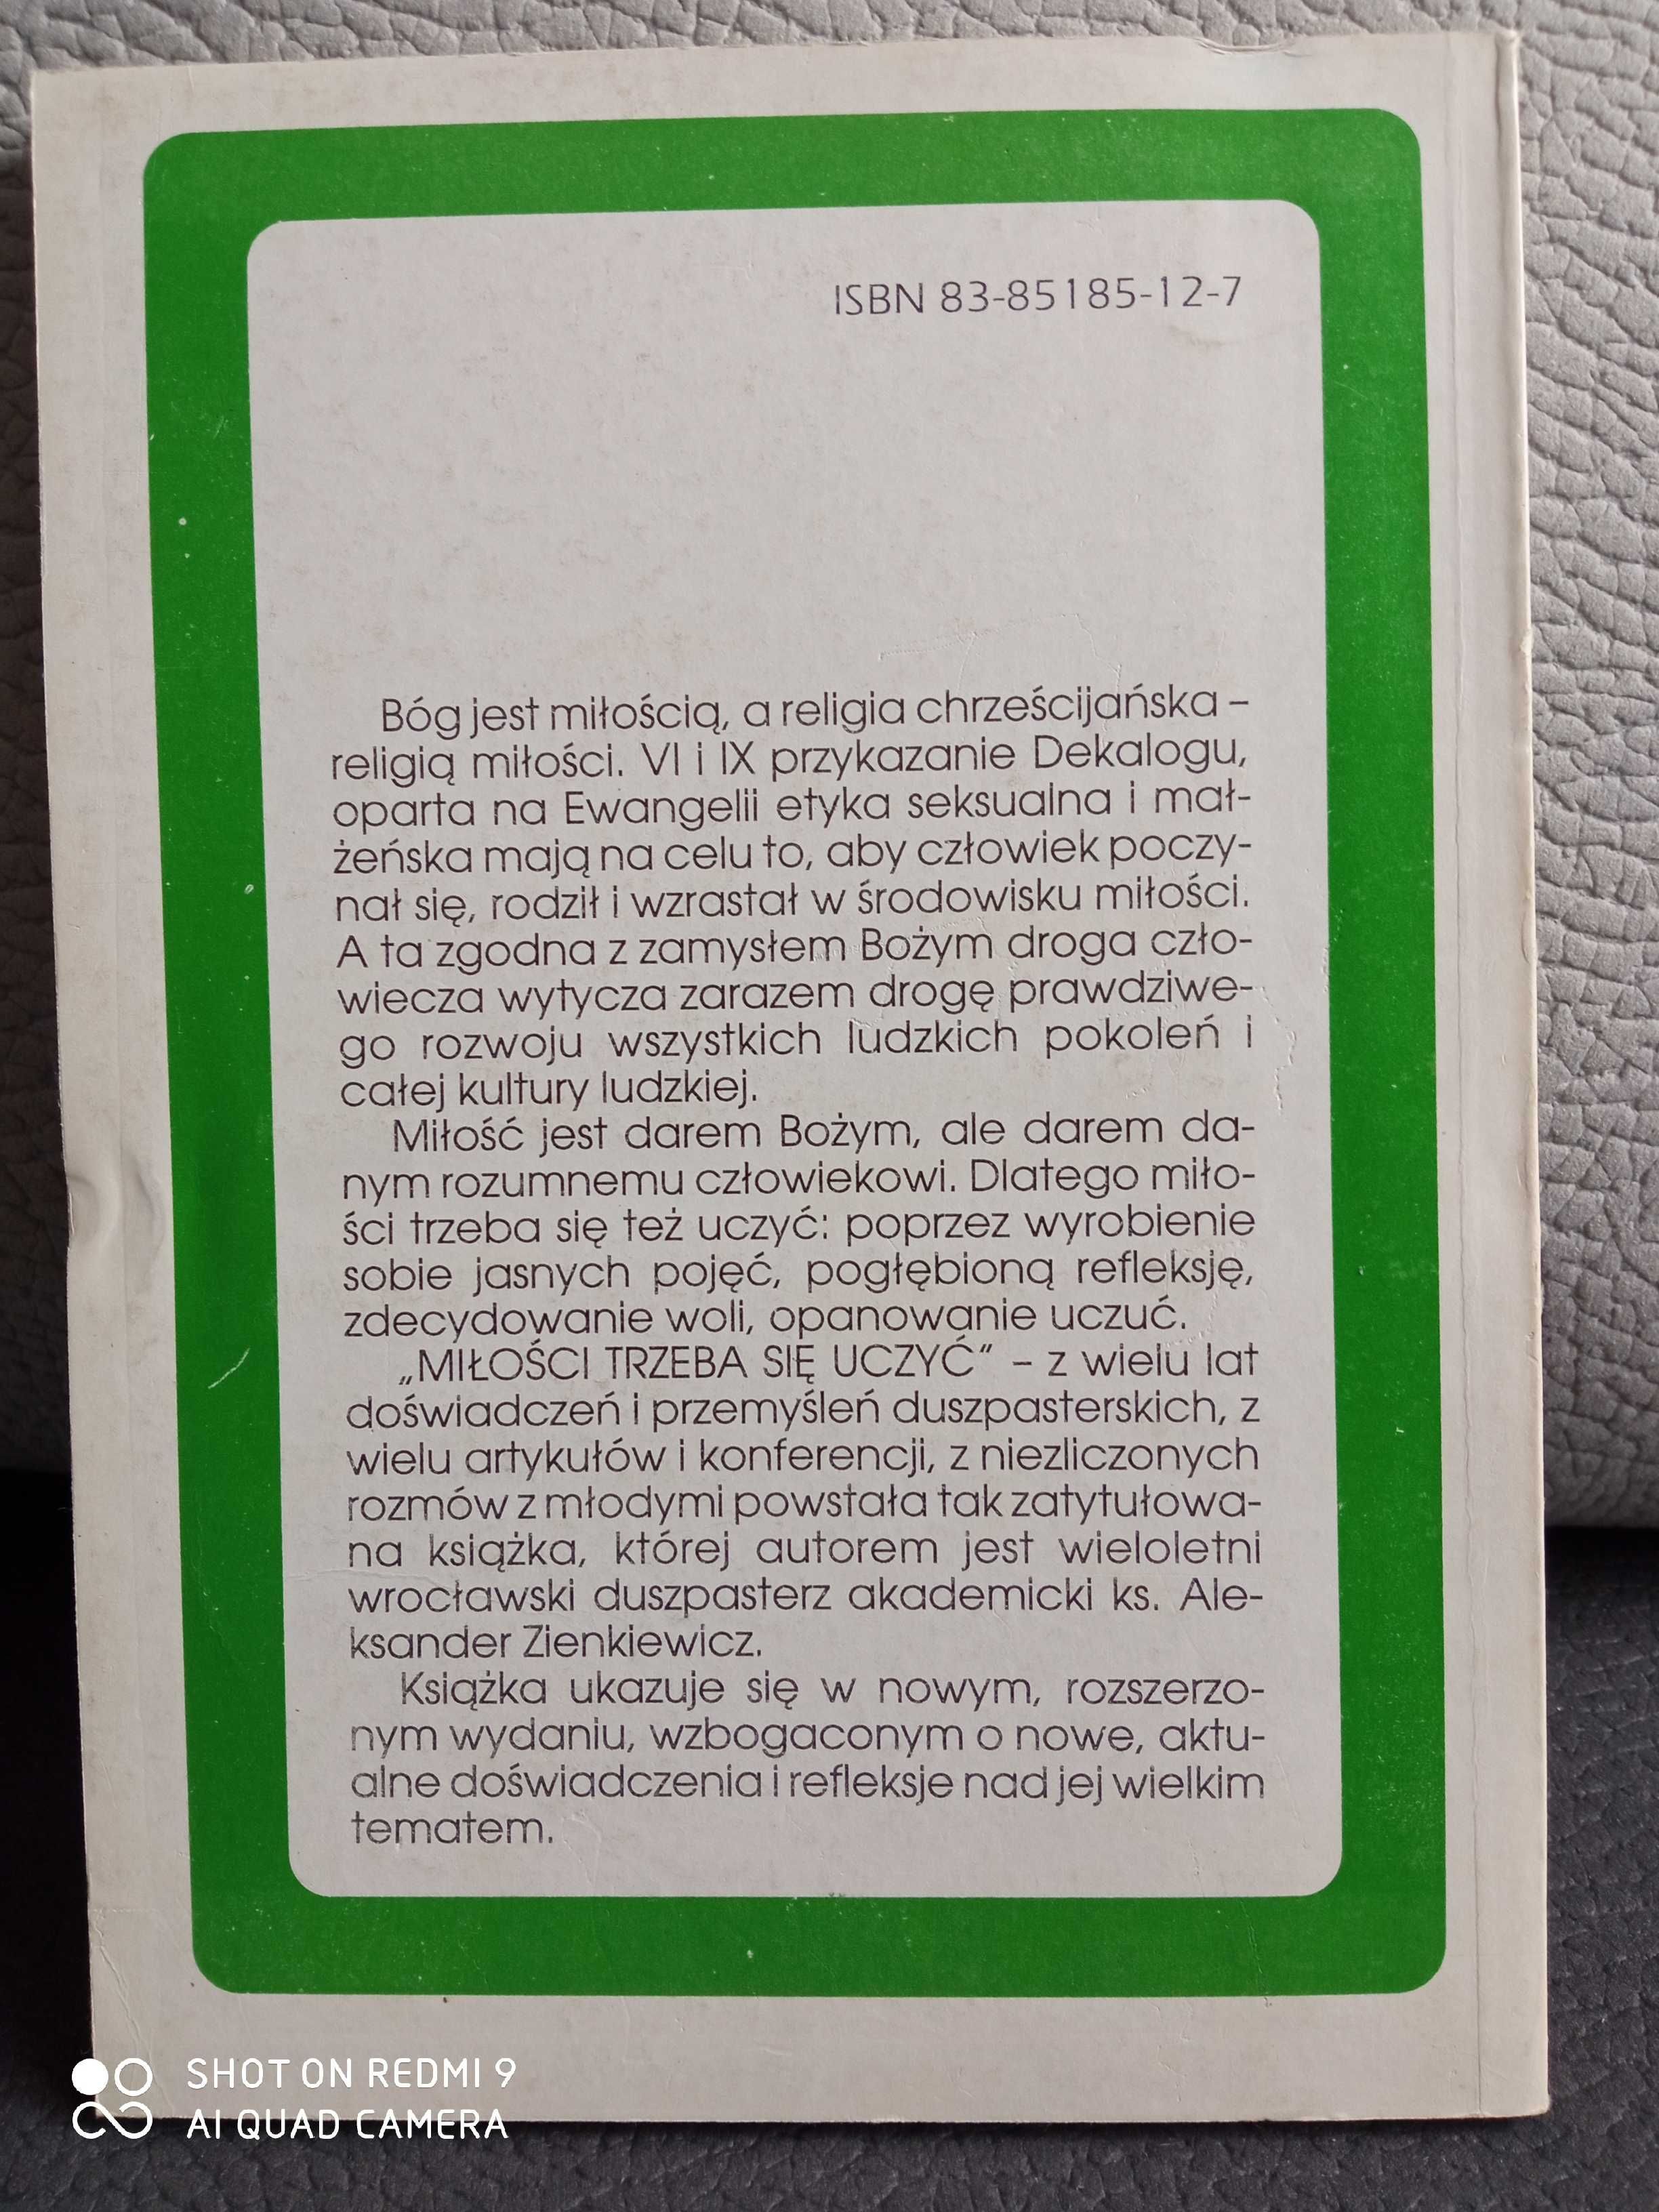 ISBN 83-85185-12-7
Bóg jest miłością, a religia chrześcijańska –
religią miłości. VI i IX przykazanie Dekalogu,
oparta na Ewangelii etyka seksualna i mał-
żeńska mają na celu to, aby człowiek poczy-
nał się, rodził i wzrastał w środowisku miłości.
A ta zgodna z zamysłem Bożym droga czło-
wiecza wytycza zarazem drogę prawdziwe-
go rozwoju wszystkich ludzkich pokoleń i
całej kultury ludzkiej.
Miłość jest darem Bożym, ale darem da-
nym rozumnemu człowiekowi. Dlatego miło-
ści trzeba się też uczyć: poprzez wyrobienie
sobie jasnych pojęć, pogłębioną refleksję,
zdecydowanie woli, opanowanie uczuć.
„MIŁOŚCI TRZEBA SIĘ UCZYĆ” – z wielu lat
doświadczeń i przemyśleń duszpasterskich, z
wielu artykułów i konferencji, z niezliczonych
rozmów z młodymi powstała tak zatytułowa-
na książka, której autorem jest wieloletni
wrocławski duszpasterz akademicki ks. Ale-
ksander Zienkiewicz.
Książka ukazuje się w nowym, rozszerzo-
nym wydaniu, wzbogaconym o nowe, aktu-
alne doświadczenia i refleksje nad jej wielkim
tematem.
SHOT ON REDMI 9
AI QUAD CAMERA